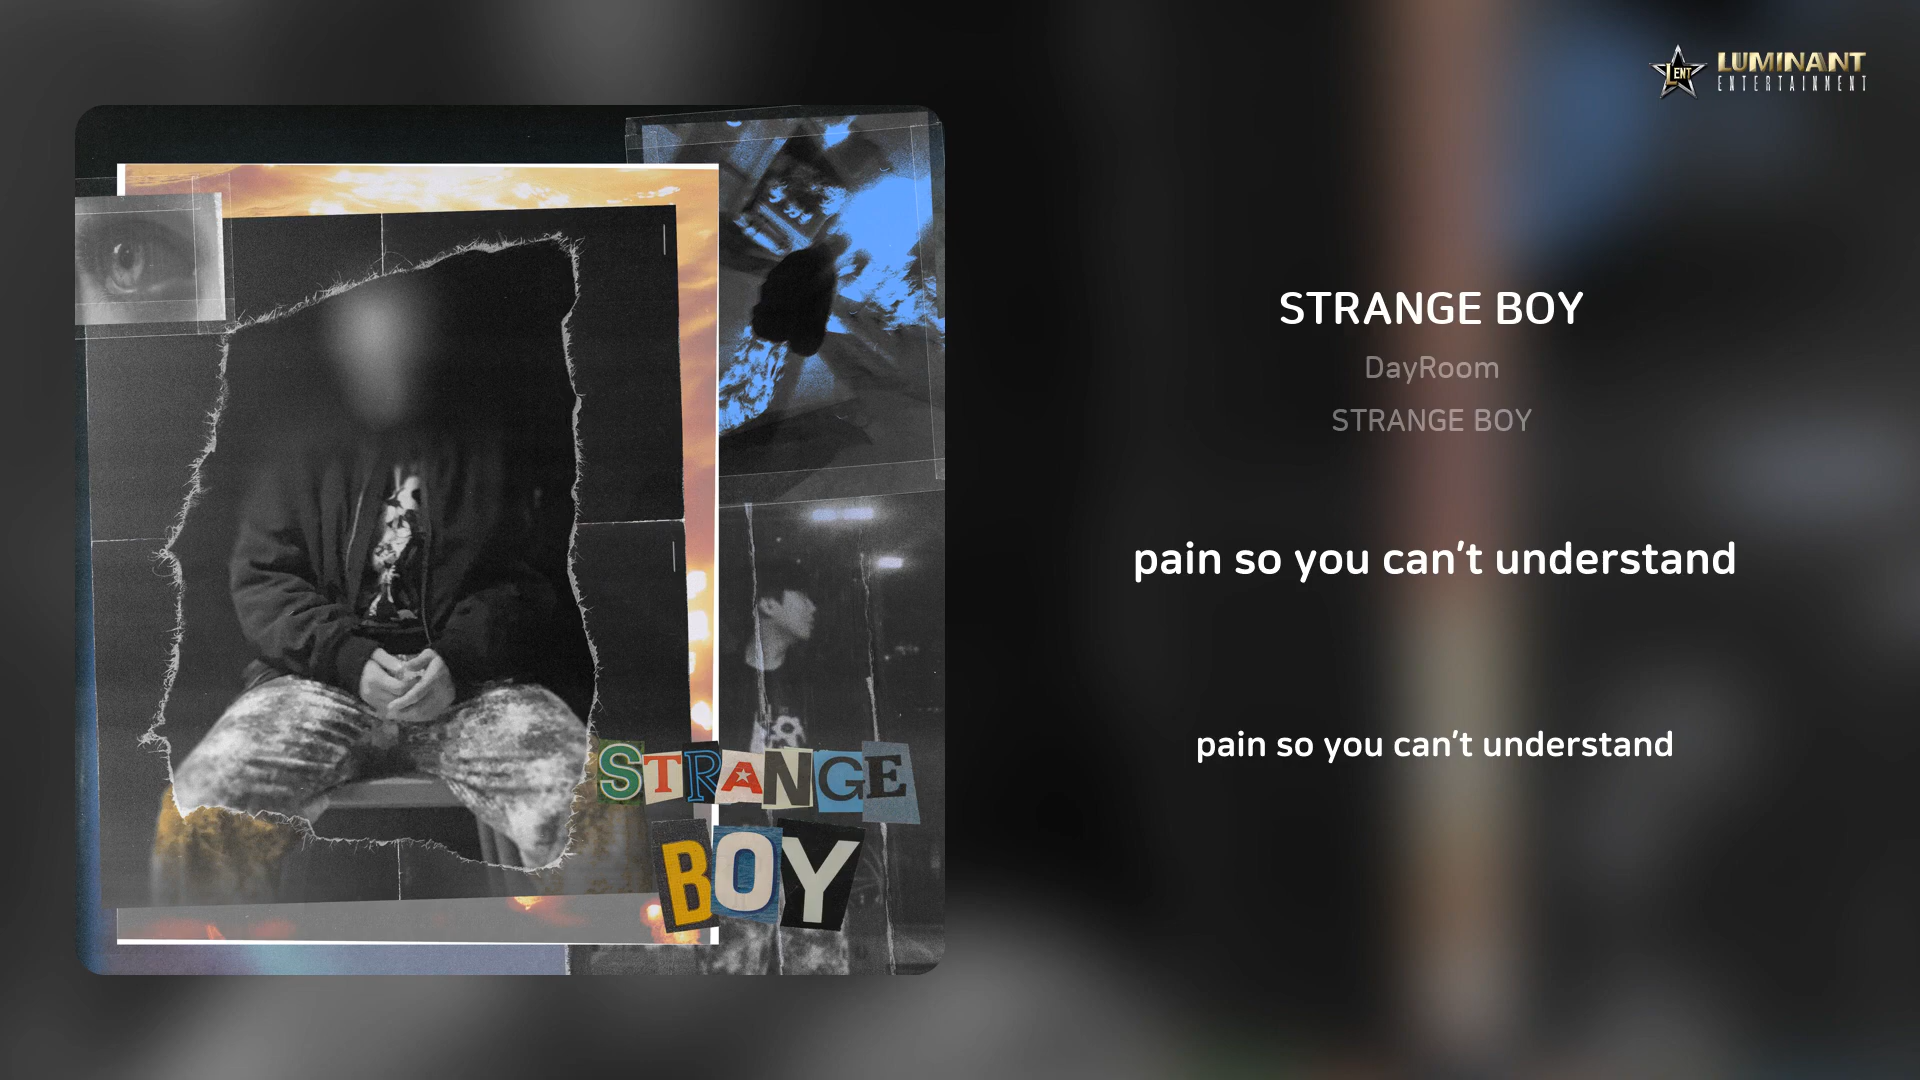 LENT
LUMINANT
ENTERTAINMENT
STRANGE BOY
DayRoom
STRANGE BOY
pain so you can't understand
pain so you can't understand
STRANGE
BOY